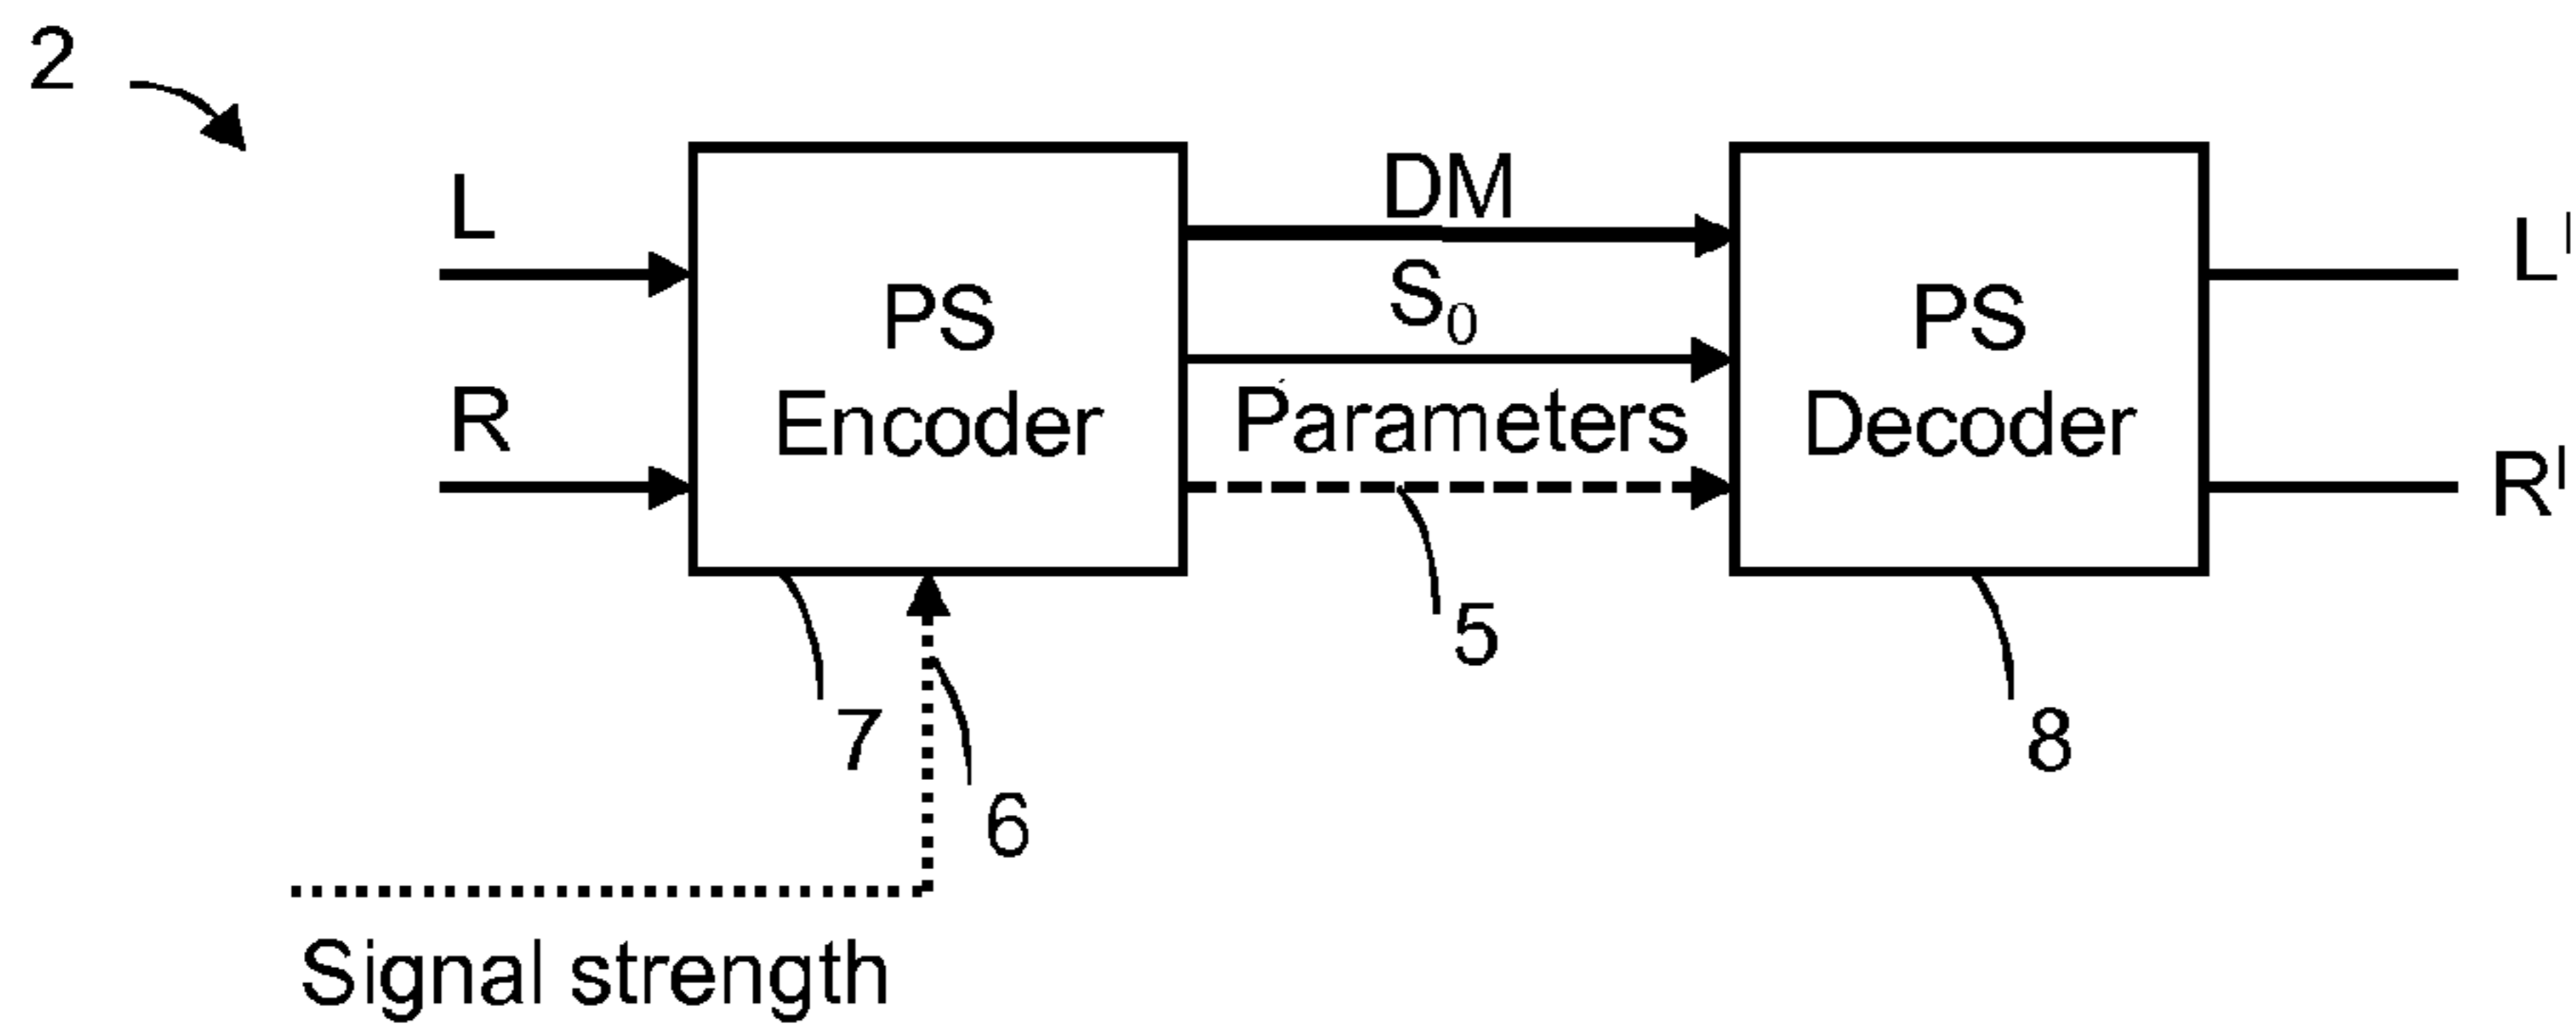 2
L
R
PS
Encoder
DM
S₀
Parameters
PS
Decoder
L'
R'
5
7
6
8
Signal strength